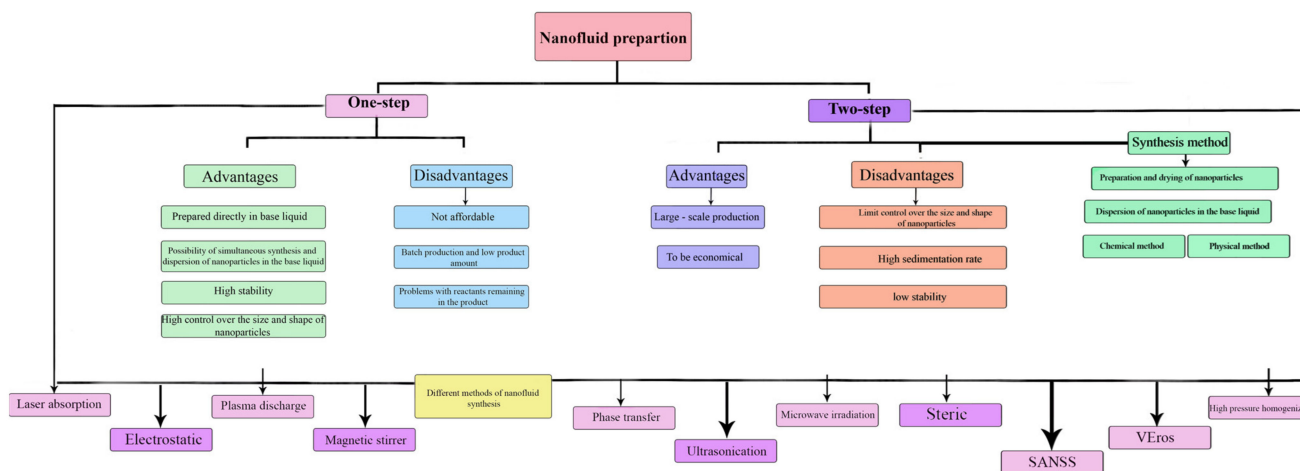 Nanofluid prepartion
One-step
Two-step
Advantages
Prepared directly in base liquid
Possibility of simultaneous synthesis and
dispersion of nanoparticles in the base liquid
High stability
High control over the size and shape of
nanoparticles
Disadvantages
Not affordable
Batch production and low product
amount
Problems with reactants remaining
in the product
Advantages
Large - scale production
To be economical
Disadvantages
Limit control over the size and shape
of nanoparticles
High sedimentation rate
low stability
Synthesis method
Preparation and drying of nanoparticles
Dispersion of nanoparticles in the base liquid
Chemical method
Physical method
Different methods of nanofluid
synthesis
Laser absorption
Electrostatic
Plasma discharge
Magnetic stirrer
Phase transfer
Ultrasonication
Microwave irradiation
Steric
SANSS
VEros
High pressure homogeniz